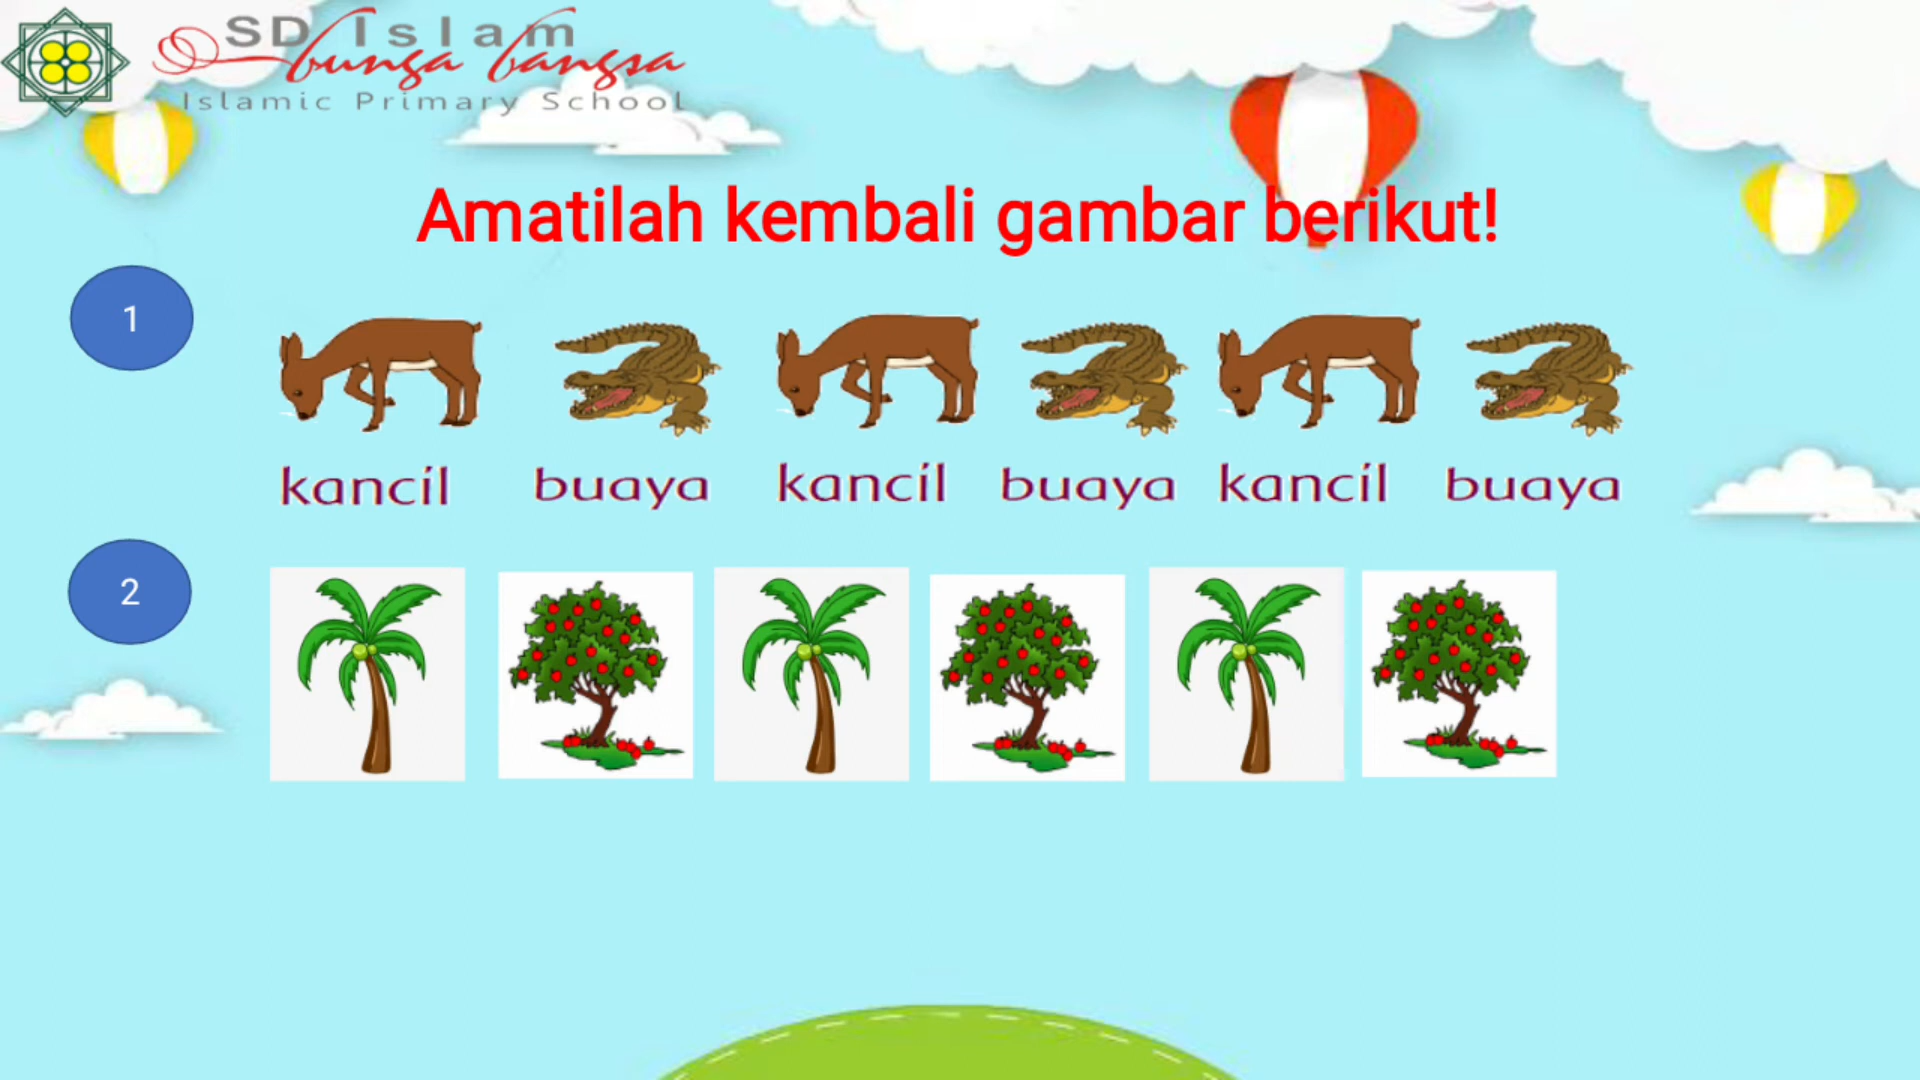 SD Islam
bunga bangsa
Islamic Primary School
Amatilah kembali gambar berikut!
1
kancil buaya kancil buaya kancil buaya
2